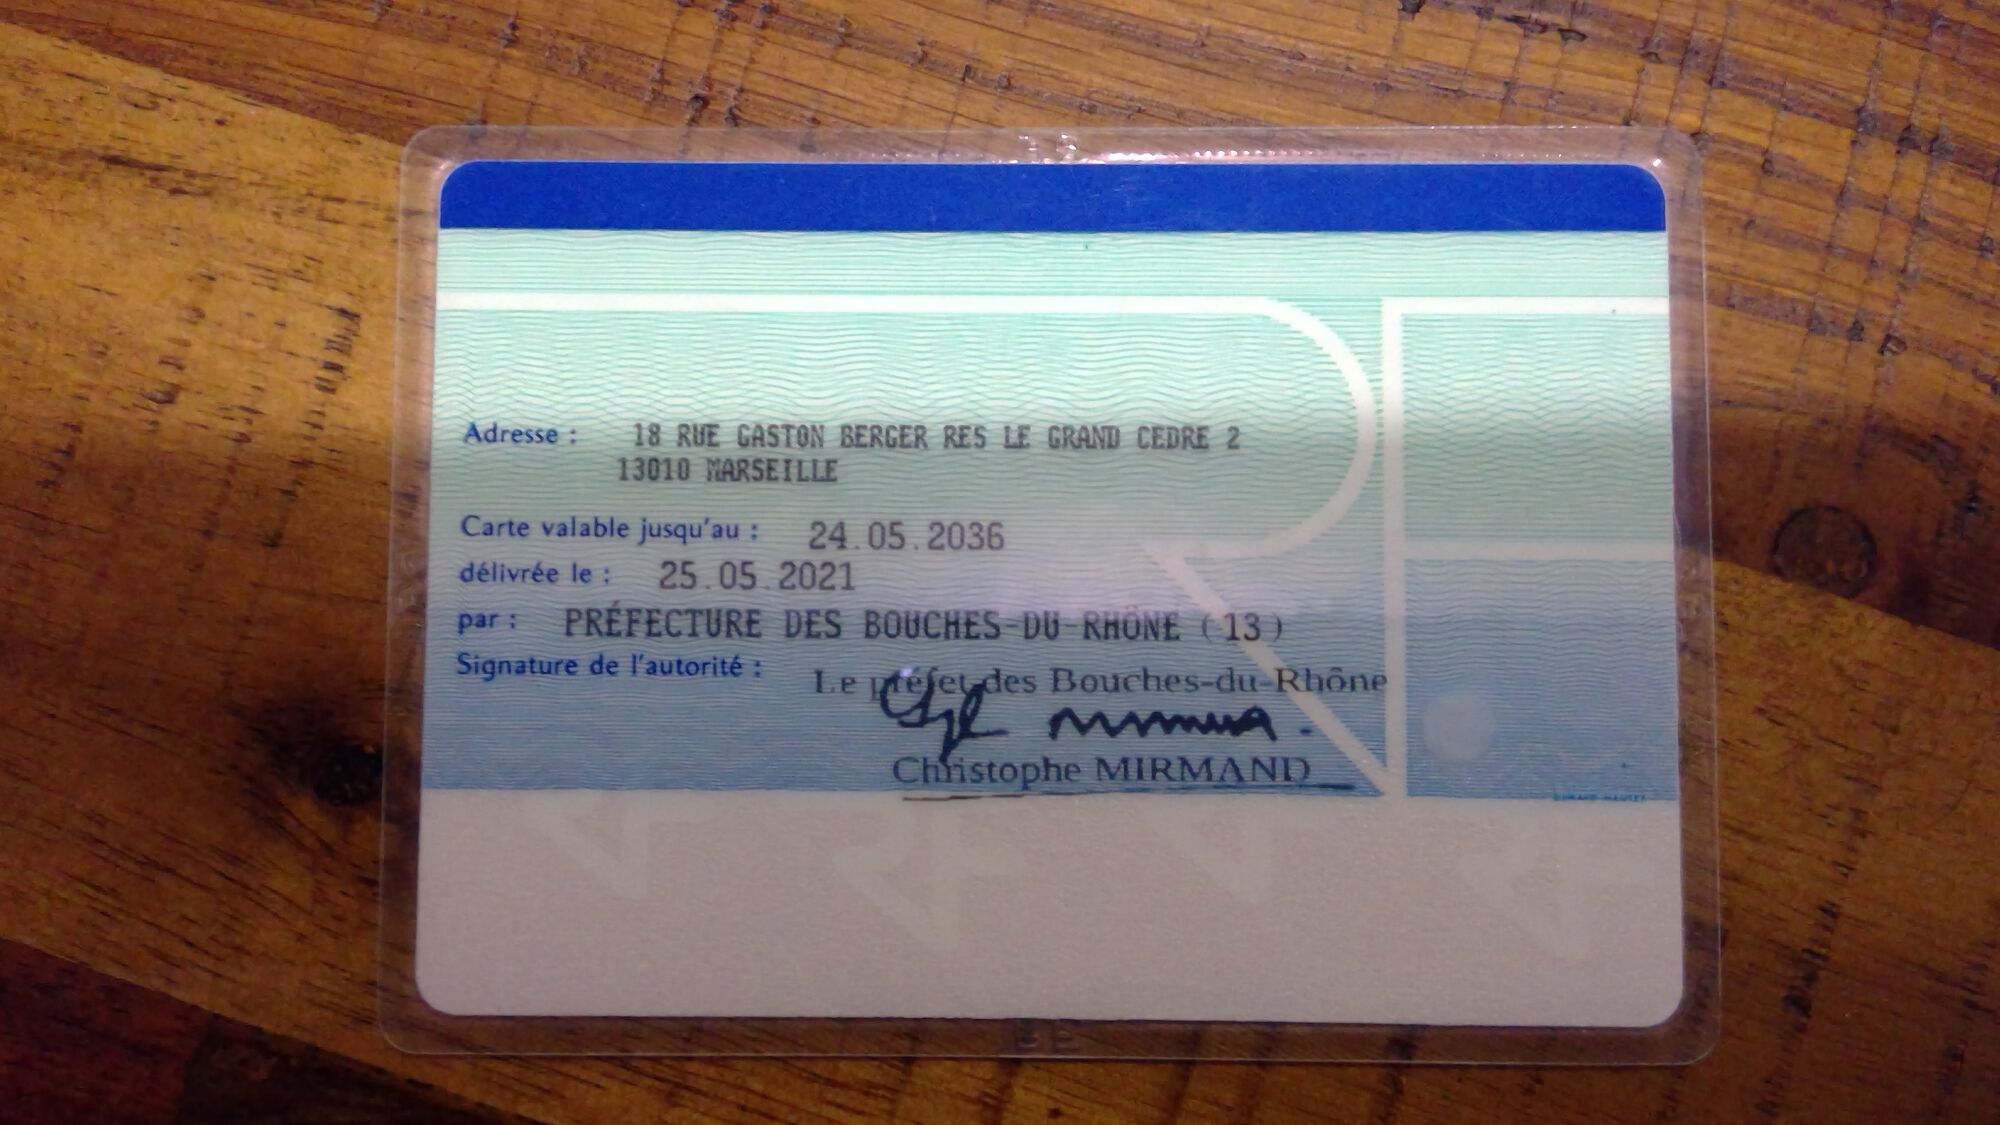 Adresse : 18 RUE GASTON BERGER RES LE GRAND CEDRE 2
13010 MARSEILLE
Carte valable jusqu'au : 24.05.2036
délivrée le : 25.05.2021
par : PRÉFECTURE DES BOUCHES-DU-RHÔNE (13)
Signature de l'autorité :
Le préfet des Bouches-du-Rhône
Christophe MIRMAND
RF